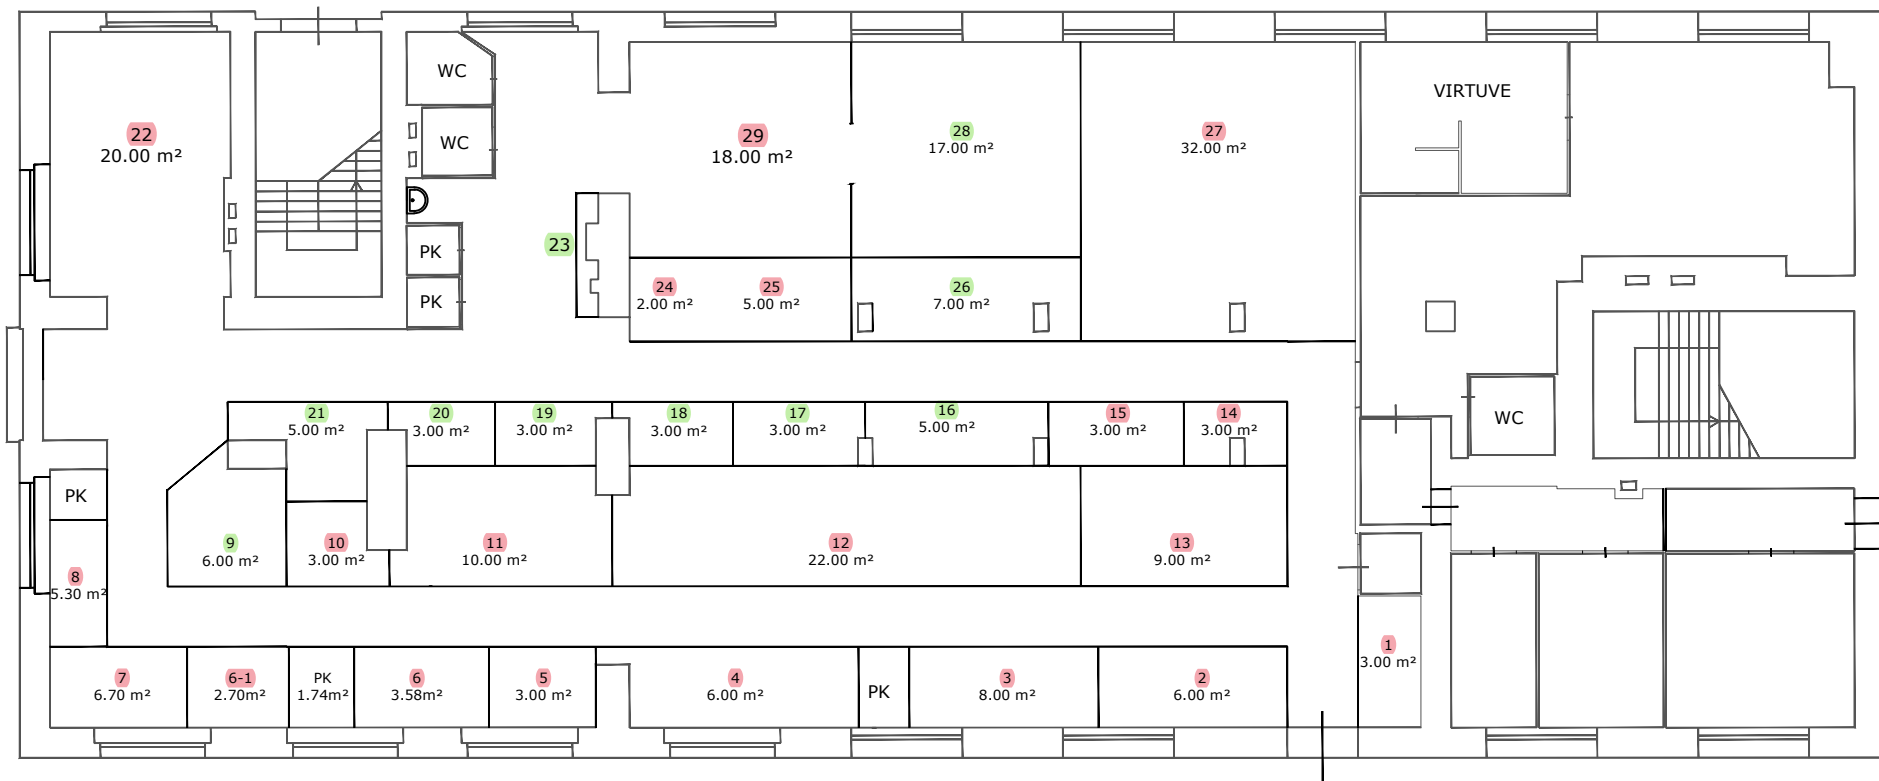 WC
VIRTUVE
22
20.00 m²
29
18.00 m²
28
17.00 m²
27
32.00 m²
WC
23
PK
24
2.00 m²
25
5.00 m²
26
7.00 m²
PK
21
5.00 m²
20
3.00 m²
19
3.00 m²
18
3.00 m²
17
3.00 m²
16
5.00 m²
15
3.00 m²
14
3.00 m²
WC
PK
9
6.00 m²
10
3.00 m²
11
10.00 m²
12
22.00 m²
13
9.00 m²
8
5.30 m²
1
3.00 m²
7
6.70 m²
6-1
2.70m²
PK
1.74m²
6
3.58m²
5
3.00 m²
4
6.00 m²
PK
3
8.00 m²
2
6.00 m²